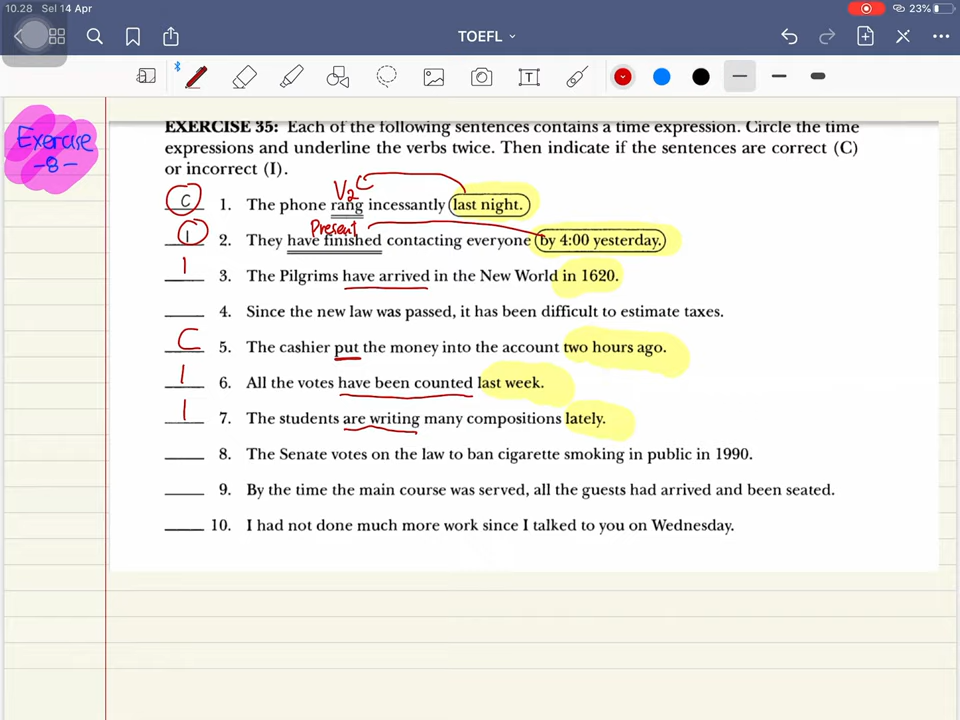 10.28 Sel 14 Apr
23%
TOEFL
T
Exercise
-8-
EXERCISE 35: Each of the following sentences contains a time expression. Circle the time
expressions and underline the verbs twice. Then indicate if the sentences are correct (C)
or incorrect (I).
V2
C 1. The phone rang incessantly last night.
Present
I 2. They have finished contacting everyone by 4:00 yesterday.
I 3. The Pilgrims have arrived in the New World in 1620.
____ 4. Since the new law was passed, it has been difficult to estimate taxes.
C 5. The cashier put the money into the account two hours ago.
I 6. All the votes have been counted last week.
I 7. The students are writing many compositions lately.
____ 8. The Senate votes on the law to ban cigarette smoking in public in 1990.
____ 9. By the time the main course was served, all the guests had arrived and been seated.
____ 10. I had not done much more work since I talked to you on Wednesday.